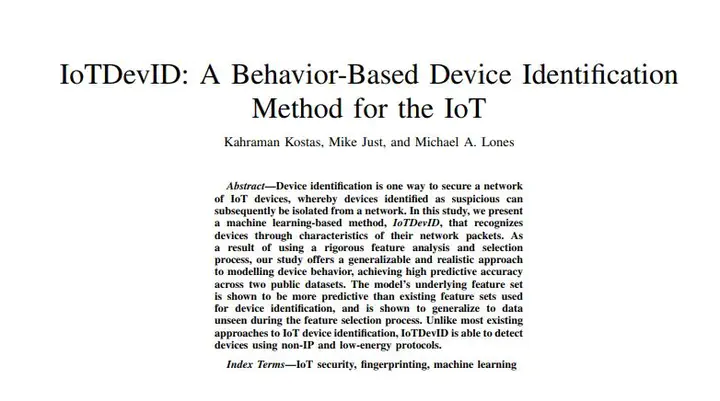 IoTDevID: A Behavior-Based Device Identification
Method for the IoT
Kahraman Kostas, Mike Just, and Michael A. Lones
Abstract—Device identification is one way to secure a network
of IoT devices, whereby devices identified as suspicious can
subsequently be isolated from a network. In this study, we present
a machine learning-based method, IoTDevID, that recognizes
devices through characteristics of their network packets. As
a result of using a rigorous feature analysis and selection
process, our study offers a generalizable and realistic approach
to modelling device behavior, achieving high predictive accuracy
across two public datasets. The model's underlying feature set
is shown to be more predictive than existing feature sets used
for device identification, and is shown to generalize to data
unseen during the feature selection process. Unlike most existing
approaches to IoT device identification, IoTDevID is able to detect
devices using non-IP and low-energy protocols.
Index Terms—IoT security, fingerprinting, machine learning